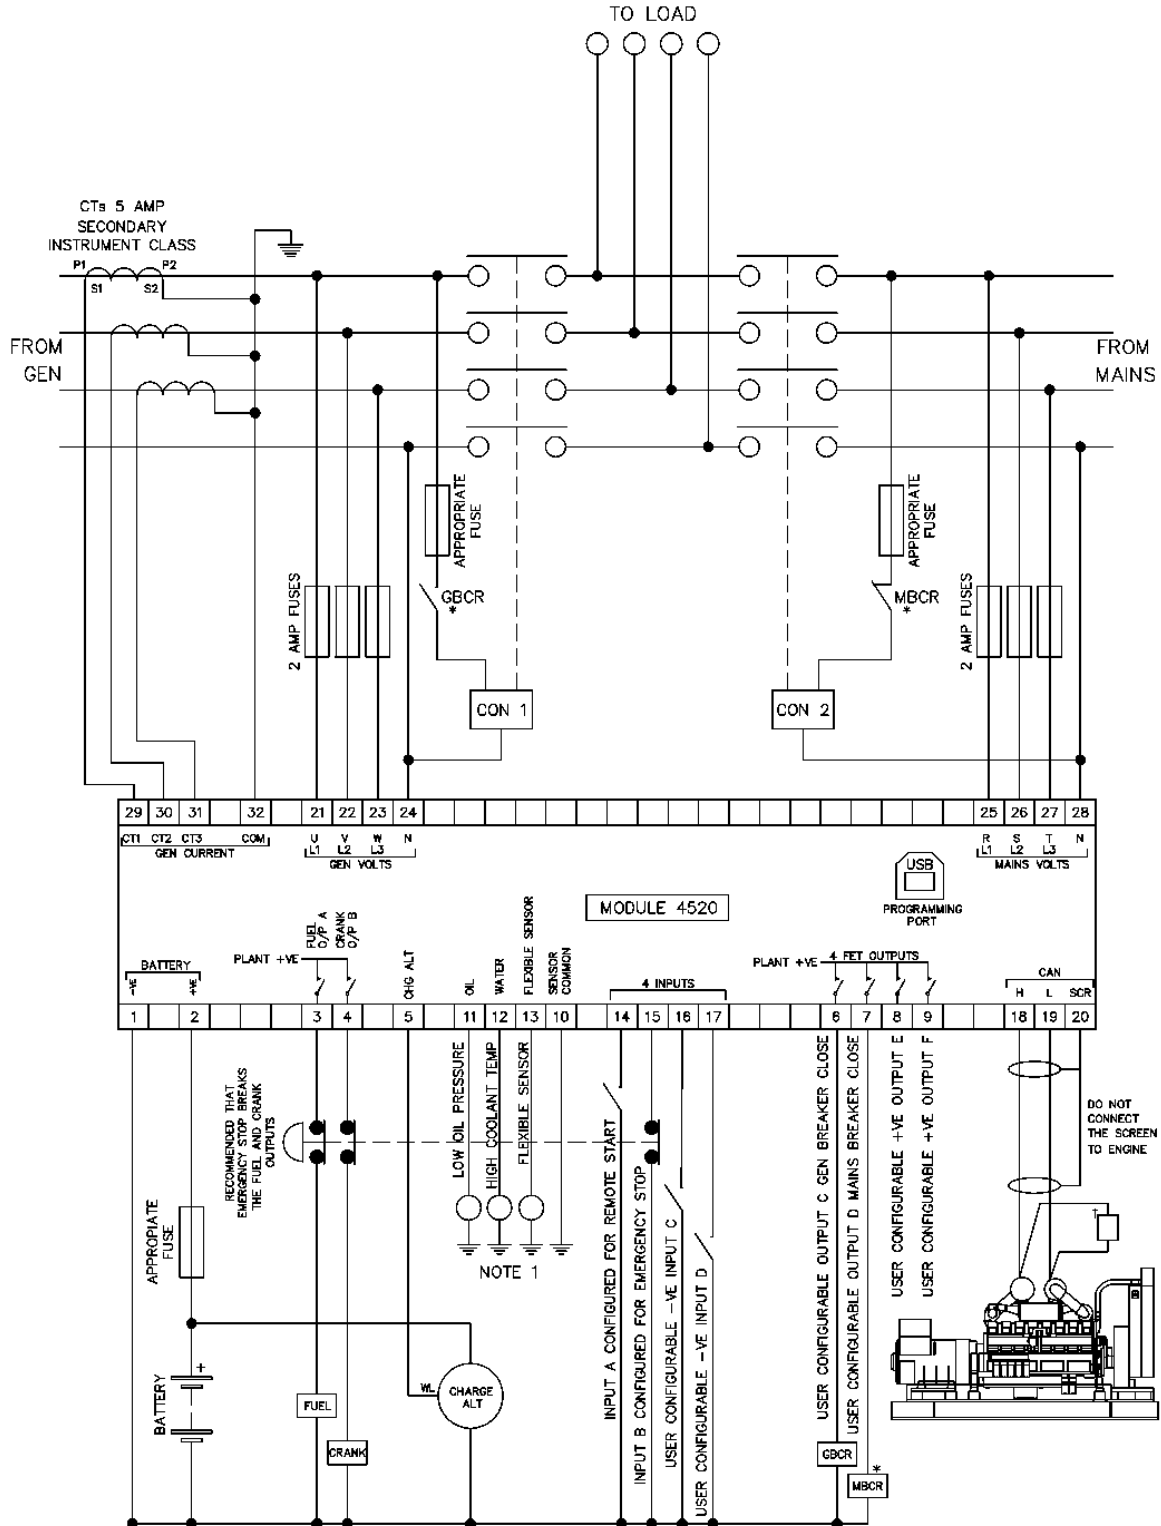 TO LOAD
CTs 5 AMP
SECONDARY
INSTRUMENT CLASS
P1
P2
S1
S2
FROM
GEN
FROM
MAINS
APPROPRIATE
FUSE
APPROPRIATE
FUSE
2 AMP FUSES
GBCR
*
MBCR
*
2 AMP FUSES
CON 1
CON 2
29 30 31 32 21 22 23 24 25 26 27 28
CT1 CT2 CT3 COM
GEN CURRENT
U V W N
L1 L2 L3
GEN VOLTS
R S T N
L1 L2 L3
MAINS VOLTS
USB
PROGRAMMING
PORT
MODULE 4520
BATTERY
-VE
+VE
PLANT +VE
FUEL
O/P A
CRANK
O/P B
CHG ALT
OIL
WATER
FLEXIBLE SENSOR
SENSOR
COMMON
4 INPUTS
PLANT +VE
4 FET OUTPUTS
CAN
H L SCR
1 2 3 4 5 11 12 13 10 14 15 16 17 6 7 8 9 18 19 20
RECOMMENDED THAT
EMERGENCY STOP BREAKS
THE FUEL AND CRANK
OUTPUTS
LOW OIL PRESSURE
HIGH COOLANT TEMP
FLEXIBLE SENSOR
NOTE 1
INPUT A CONFIGURED FOR REMOTE START
INPUT B CONFIGURED FOR EMERGENCY STOP
USER CONFIGURABLE -VE INPUT C
USER CONFIGURABLE -VE INPUT D
USER CONFIGURABLE OUTPUT C GEN BREAKER CLOSE
USER CONFIGURABLE OUTPUT D MAINS BREAKER CLOSE
USER CONFIGURABLE +VE OUTPUT E
USER CONFIGURABLE +VE OUTPUT F
DO NOT
CONNECT
THE SCREEN
TO ENGINE
APPROPIATE
FUSE
+
BATTERY
FUEL
CRANK
WL
CHARGE
ALT
GBCR
*
MBCR